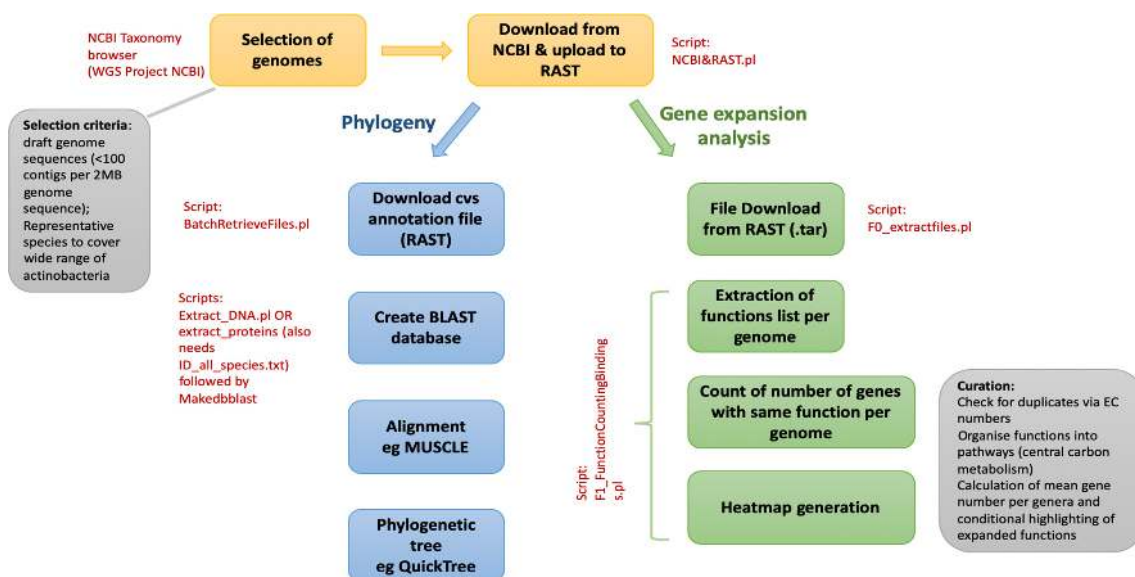 NCBI Taxonomy
browser
(WGS Project NCBI)
Selection of
genomes
Download from
NCBI & upload to
RAST
Script:
NCBI&RAST.pl
Selection criteria:
draft genome
sequences (<100
contigs per 2MB
genome
sequence);
Representative
species to cover
wide range of
actinobacteria
Phylogeny
Gene expansion
analysis
Script:
BatchRetrieveFiles.pl
Download cvs
annotation file
(RAST)
File Download
from RAST (.tar)
Script:
F0_extractfiles.pl
Scripts:
Extract_DNA.pl OR
extract_proteins (also
needs
ID_all_species.txt)
followed by
Makedbblast
Create BLAST
database
Extraction of
functions list per
genome
Alignment
eg MUSCLE
Script:
F1_FunctionCountingBinding
s.pl
Count of number of genes
with same function per
genome
Curation:
Check for duplicates via EC
numbers
Organise functions into
pathways (central carbon
metabolism)
Calculation of mean gene
number per genera and
conditional highlighting of
expanded functions
Phylogenetic
tree
eg QuickTree
Heatmap generation